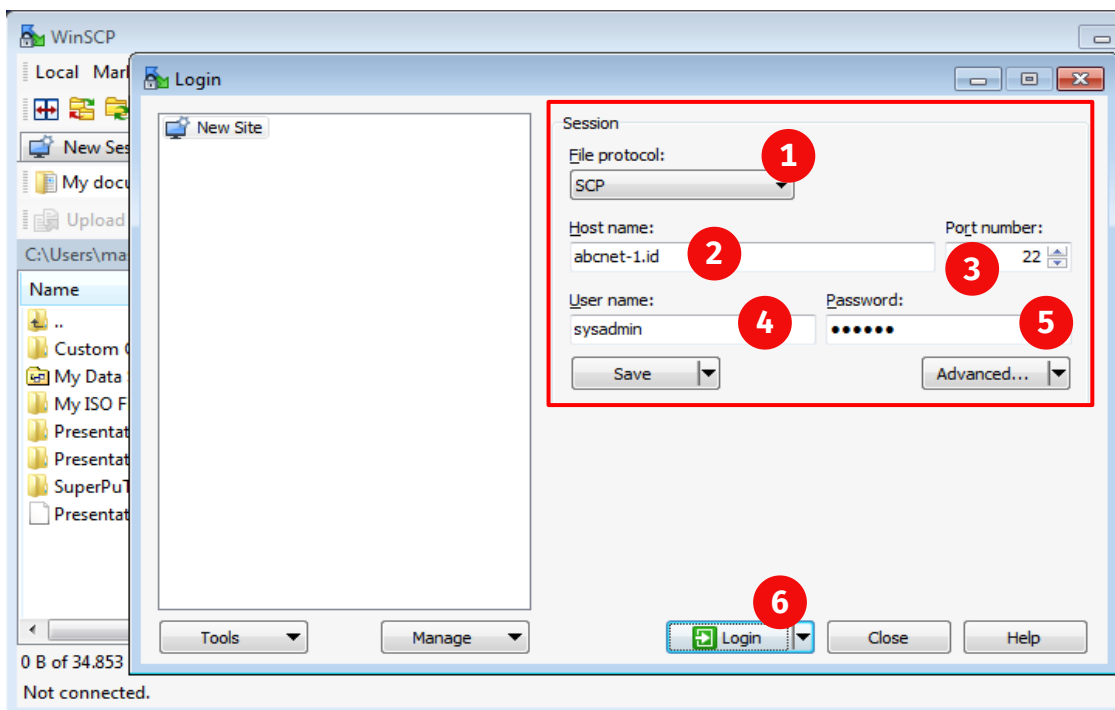 WinSCP
Local Mar
Login
New Ses
My docu
Upload
C:\Users\ma
Name
..
Custom
My Data
My ISO F
Presentat
Presentat
SuperPuT
Presentat
0 B of 34.853
Not connected.
New Site
Session
File protocol:
1
SCP
Host name:
Port number:
abcnet-1.id
2
3
22
User name:
Password:
sysadmin
4
••••••
5
Save
Advanced...
6
Tools
Manage
Login
Close
Help